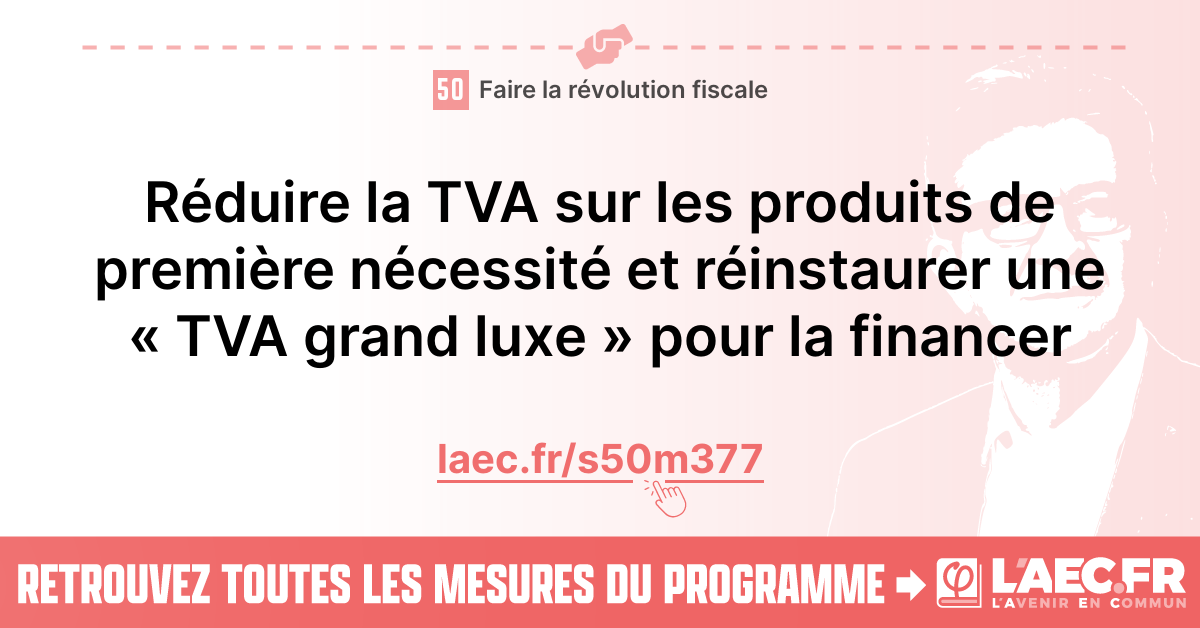 50 Faire la révolution fiscale
Réduire la TVA sur les produits de
première nécessité et réinstaurer une
« TVA grand luxe » pour la financer
laec.fr/s50m377
RETROUVEZ TOUTES LES MESURES DU PROGRAMME
φ L'AEC.FR
L'AVENIR EN COMMUN